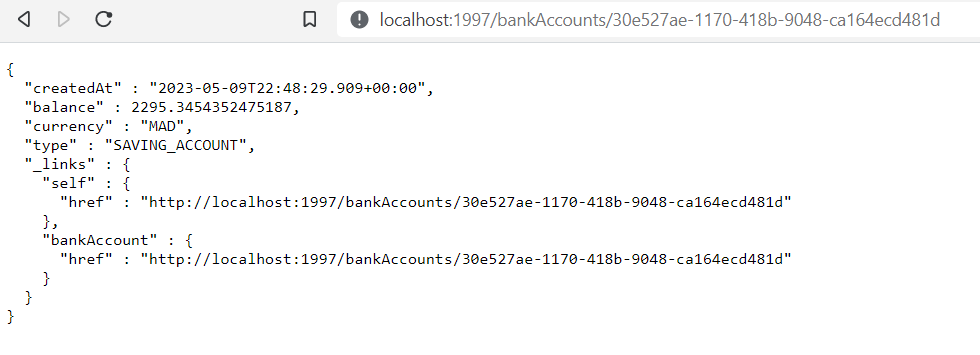 localhost:1997/bankAccounts/30e527ae-1170-418b-9048-ca164ecd481d
{
  "createdAt" : "2023-05-09T22:48:29.909+00:00",
  "balance" : 2295.3454352475187,
  "currency" : "MAD",
  "type" : "SAVING_ACCOUNT",
  "_links" : {
    "self" : {
      "href" : "http://localhost:1997/bankAccounts/30e527ae-1170-418b-9048-ca164ecd481d"
    },
    "bankAccount" : {
      "href" : "http://localhost:1997/bankAccounts/30e527ae-1170-418b-9048-ca164ecd481d"
    }
  }
}